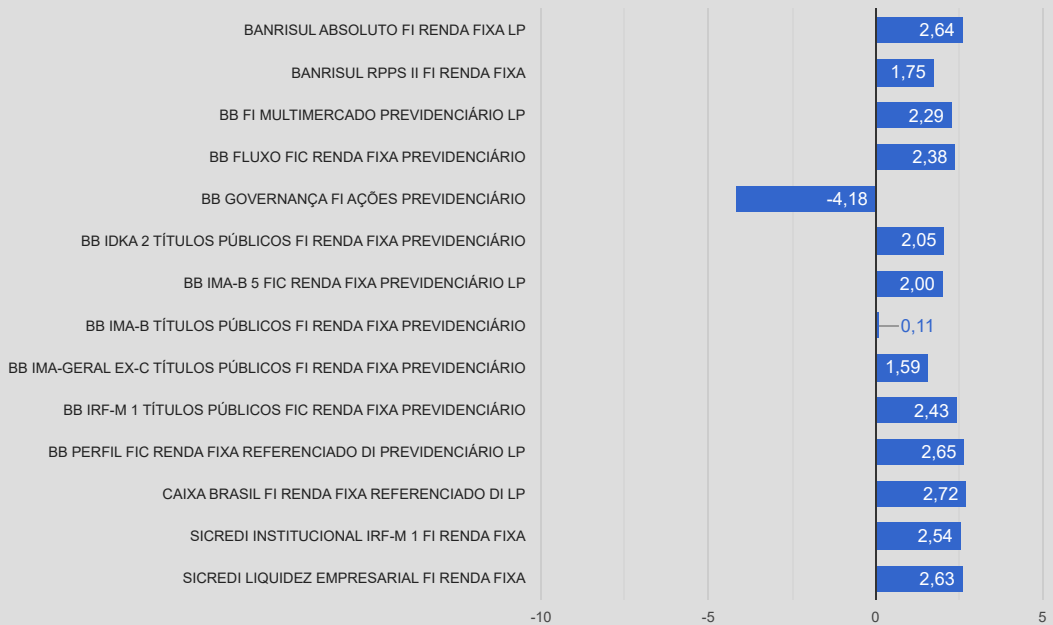 BANRISUL ABSOLUTO FI RENDA FIXA LP 2,64
BANRISUL RPPS II FI RENDA FIXA 1,75
BB FI MULTIMERCADO PREVIDENCIÁRIO LP 2,29
BB FLUXO FIC RENDA FIXA PREVIDENCIÁRIO 2,38
BB GOVERNANÇA FI AÇÕES PREVIDENCIÁRIO -4,18
BB IDKA 2 TÍTULOS PÚBLICOS FI RENDA FIXA PREVIDENCIÁRIO 2,05
BB IMA-B 5 FIC RENDA FIXA PREVIDENCIÁRIO LP 2,00
BB IMA-B TÍTULOS PÚBLICOS FI RENDA FIXA PREVIDENCIÁRIO 0,11
BB IMA-GERAL EX-C TÍTULOS PÚBLICOS FI RENDA FIXA PREVIDENCIÁRIO 1,59
BB IRF-M 1 TÍTULOS PÚBLICOS FIC RENDA FIXA PREVIDENCIÁRIO 2,43
BB PERFIL FIC RENDA FIXA REFERENCIADO DI PREVIDENCIÁRIO LP 2,65
CAIXA BRASIL FI RENDA FIXA REFERENCIADO DI LP 2,72
SICREDI INSTITUCIONAL IRF-M 1 FI RENDA FIXA 2,54
SICREDI LIQUIDEZ EMPRESARIAL FI RENDA FIXA 2,63
-10 -5 0 5